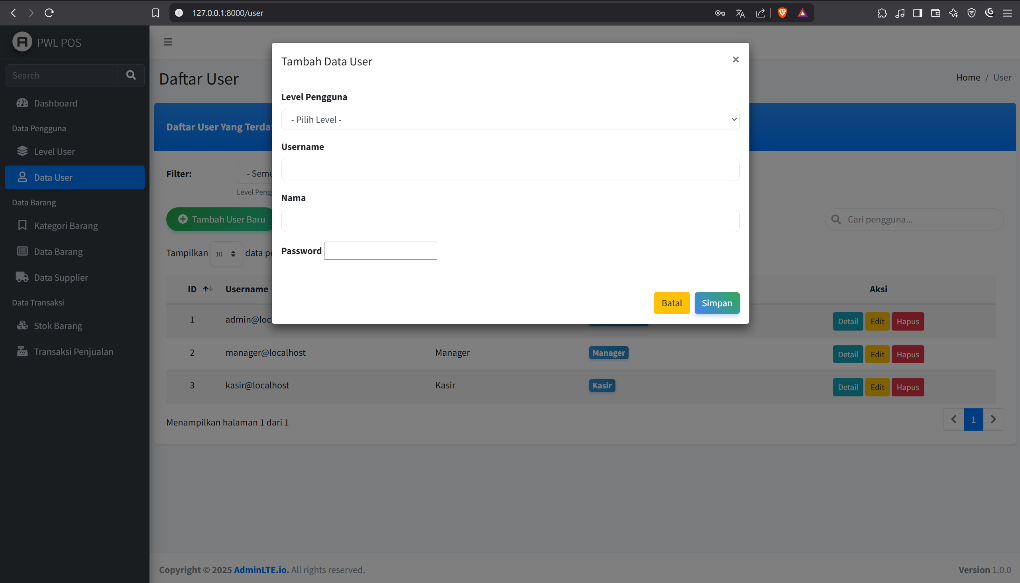 127.0.0.1:8000/user
PWL POS
Search
Dashboard
Data Pengguna
Level User
Data User
Data Barang
Kategori Barang
Data Barang
Data Supplier
Data Transaksi
Stok Barang
Transaksi Penjualan
Daftar User
Home / User
Daftar User Yang Terda
Filter:
- Semu
Level Peng
Tambah User Baru
Cari pengguna...
Tampilkan 10 data pe
Tambah Data User
×
Level Pengguna
- Pilih Level -
Username
Nama
Password
Batal Simpan
ID Username Aksi
1 admin@loc Detail Edit Hapus
2 manager@localhost Manager Manager Detail Edit Hapus
3 kasir@localhost Kasir Kasir Detail Edit Hapus
Menampilkan halaman 1 dari 1
1
Copyright © 2025 AdminLTE.io. All rights reserved.
Version 1.0.0